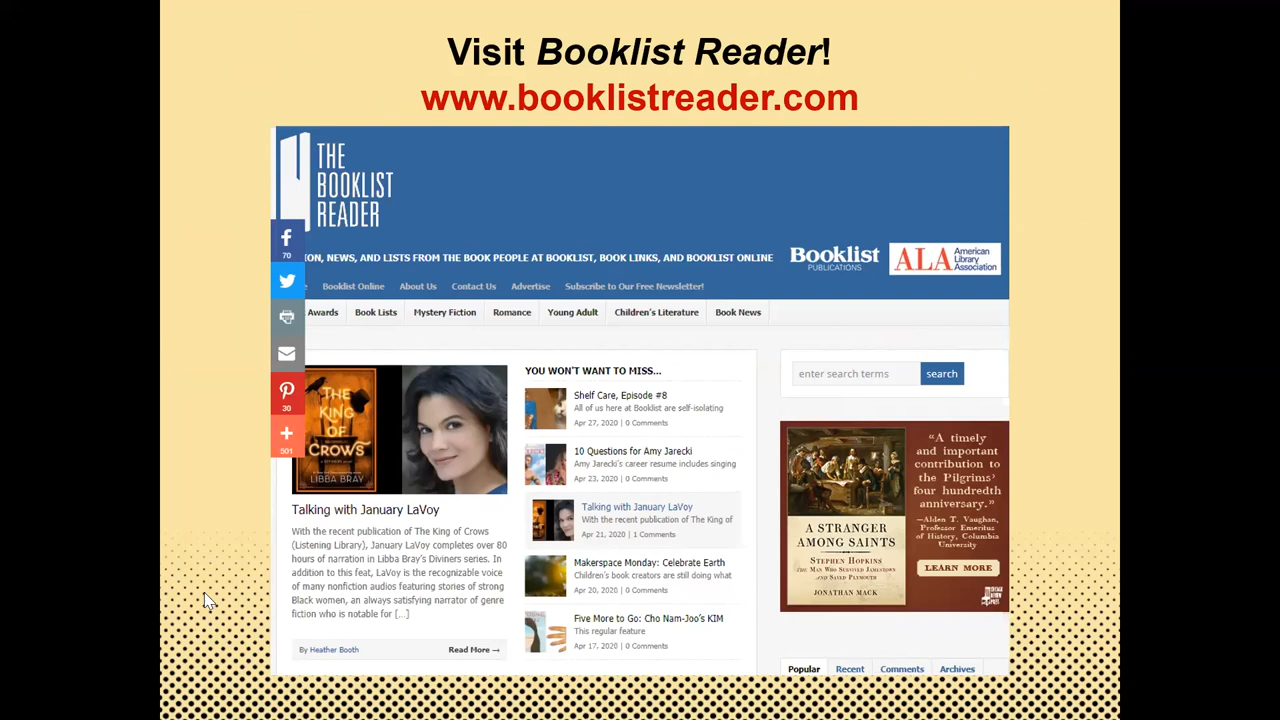 Visit Booklist Reader!
www.booklistreader.com
THE
BOOKLIST
READER
70
30
501
ON, NEWS, AND LISTS FROM THE BOOK PEOPLE AT BOOKLIST, BOOK LINKS, AND BOOKLIST ONLINE
Booklist
PUBLICATIONS
ALA American
Library
Association
Booklist Online About Us Contact Us Advertise Subscribe to Our Free Newsletter!
Awards Book Lists Mystery Fiction Romance Young Adult Children's Literature Book News
THE
KING
OF
CROWS
LIBBA BRAY
Talking with January LaVoy
With the recent publication of The King of Crows
(Listening Library), January LaVoy completes over 80
hours of narration in Libba Bray's Diviners series. In
addition to this feat, LaVoy is the recognizable voice
of many nonfiction audios featuring stories of strong
Black women, an always satisfying narrator of genre
fiction who is notable for [...]
By Heather Booth Read More →
YOU WON'T WANT TO MISS...
Shelf Care, Episode #8
All of us here at Booklist are self-isolating
Apr 27, 2020 | 0 Comments
10 Questions for Amy Jarecki
Amy Jarecki's career resume includes singing
Apr 23, 2020 | 0 Comments
Talking with January LaVoy
With the recent publication of The King of
Apr 21, 2020 | 1 Comments
Makerspace Monday: Celebrate Earth
Children's book creators are still doing what
Apr 20, 2020 | 0 Comments
Five More to Go: Cho Nam-Joo's KIM
This regular feature
Apr 17, 2020 | 0 Comments
enter search terms search
A STRANGER
AMONG SAINTS
STEPHEN HOPKINS
THE MAN WHO SURVIVED JAMESTOWN
AND SAVED PLYMOUTH
JONATHAN MACK
"A timely
and important
contribution to
the Pilgrims'
four hundredth
anniversary."
—Alden T. Vaughan,
Professor Emeritus
of History, Columbia
University
LEARN MORE
Popular Recent Comments Archives